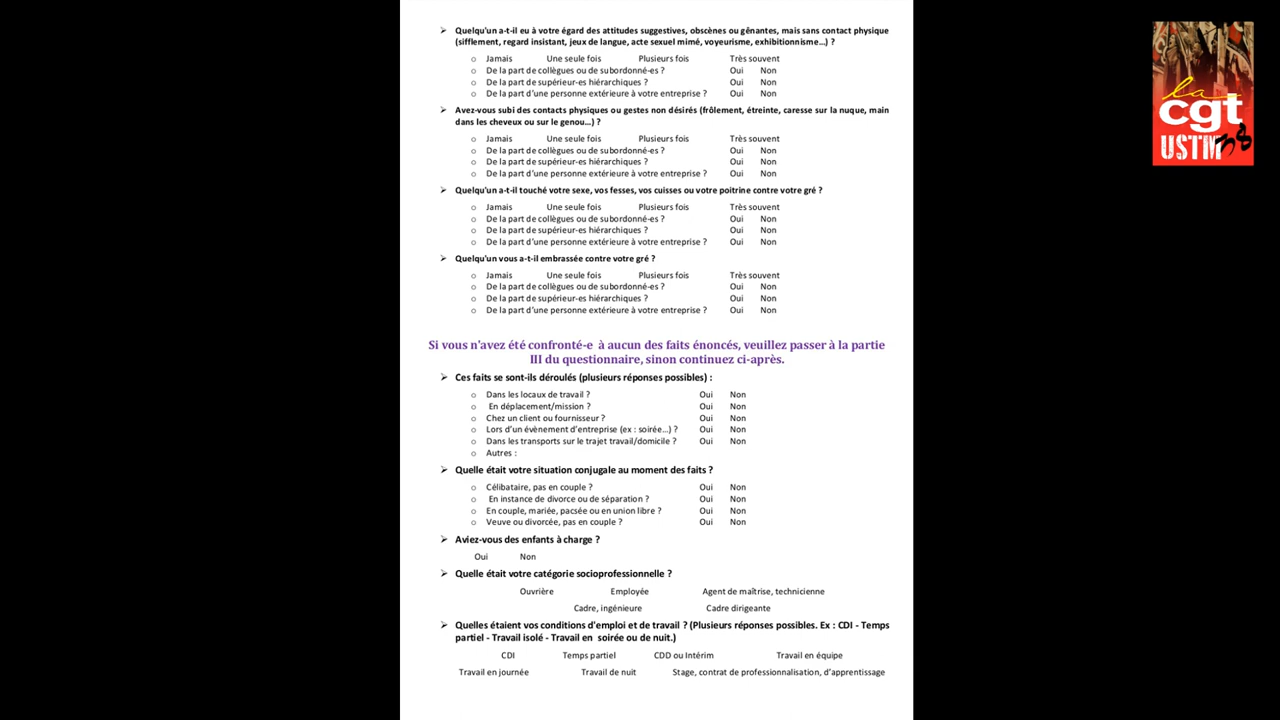 ➢ Quelqu'un a-t-il eu à votre égard des attitudes suggestives, obscènes ou gênantes, mais sans contact physique
(sifflement, regard insistant, jeux de langue, acte sexuel mimé, voyeurisme, exhibitionnisme…) ?
o Jamais Une seule fois Plusieurs fois Très souvent
o De la part de collègues ou de subordonné-es ? Oui Non
o De la part de supérieur-es hiérarchiques ? Oui Non
o De la part d'une personne extérieure à votre entreprise ? Oui Non
➢ Avez-vous subi des contacts physiques ou gestes non désirés (frôlement, étreinte, caresse sur la nuque, main
dans les cheveux ou sur le genou…) ?
o Jamais Une seule fois Plusieurs fois Très souvent
o De la part de collègues ou de subordonné-es ? Oui Non
o De la part de supérieur-es hiérarchiques ? Oui Non
o De la part d'une personne extérieure à votre entreprise ? Oui Non
➢ Quelqu'un a-t-il touché votre sexe, vos fesses, vos cuisses ou votre poitrine contre votre gré ?
o Jamais Une seule fois Plusieurs fois Très souvent
o De la part de collègues ou de subordonné-es ? Oui Non
o De la part de supérieur-es hiérarchiques ? Oui Non
o De la part d'une personne extérieure à votre entreprise ? Oui Non
➢ Quelqu'un vous a-t-il embrassée contre votre gré ?
o Jamais Une seule fois Plusieurs fois Très souvent
o De la part de collègues ou de subordonné-es ? Oui Non
o De la part de supérieur-es hiérarchiques ? Oui Non
o De la part d'une personne extérieure à votre entreprise ? Oui Non
Si vous n'avez été confronté-e à aucun des faits énoncés, veuillez passer à la partie
III du questionnaire, sinon continuez ci-après.
➢ Ces faits se sont-ils déroulés (plusieurs réponses possibles) :
o Dans les locaux de travail ? Oui Non
o En déplacement/mission ? Oui Non
o Chez un client ou fournisseur ? Oui Non
o Lors d'un évènement d'entreprise (ex : soirée…) ? Oui Non
o Dans les transports sur le trajet travail/domicile ? Oui Non
o Autres :
➢ Quelle était votre situation conjugale au moment des faits ?
o Célibataire, pas en couple ? Oui Non
o En instance de divorce ou de séparation ? Oui Non
o En couple, mariée, pacsée ou en union libre ? Oui Non
o Veuve ou divorcée, pas en couple ? Oui Non
➢ Aviez-vous des enfants à charge ?
Oui Non
➢ Quelle était votre catégorie socioprofessionnelle ?
Ouvrière Employée Agent de maîtrise, technicienne
Cadre, ingénieure Cadre dirigeante
➢ Quelles étaient vos conditions d'emploi et de travail ? (Plusieurs réponses possibles. Ex : CDI - Temps
partiel - Travail isolé - Travail en soirée ou de nuit.)
CDI Temps partiel CDD ou Intérim Travail en équipe
Travail en journée Travail de nuit Stage, contrat de professionnalisation, d'apprentissage
la
cgt
USTM38